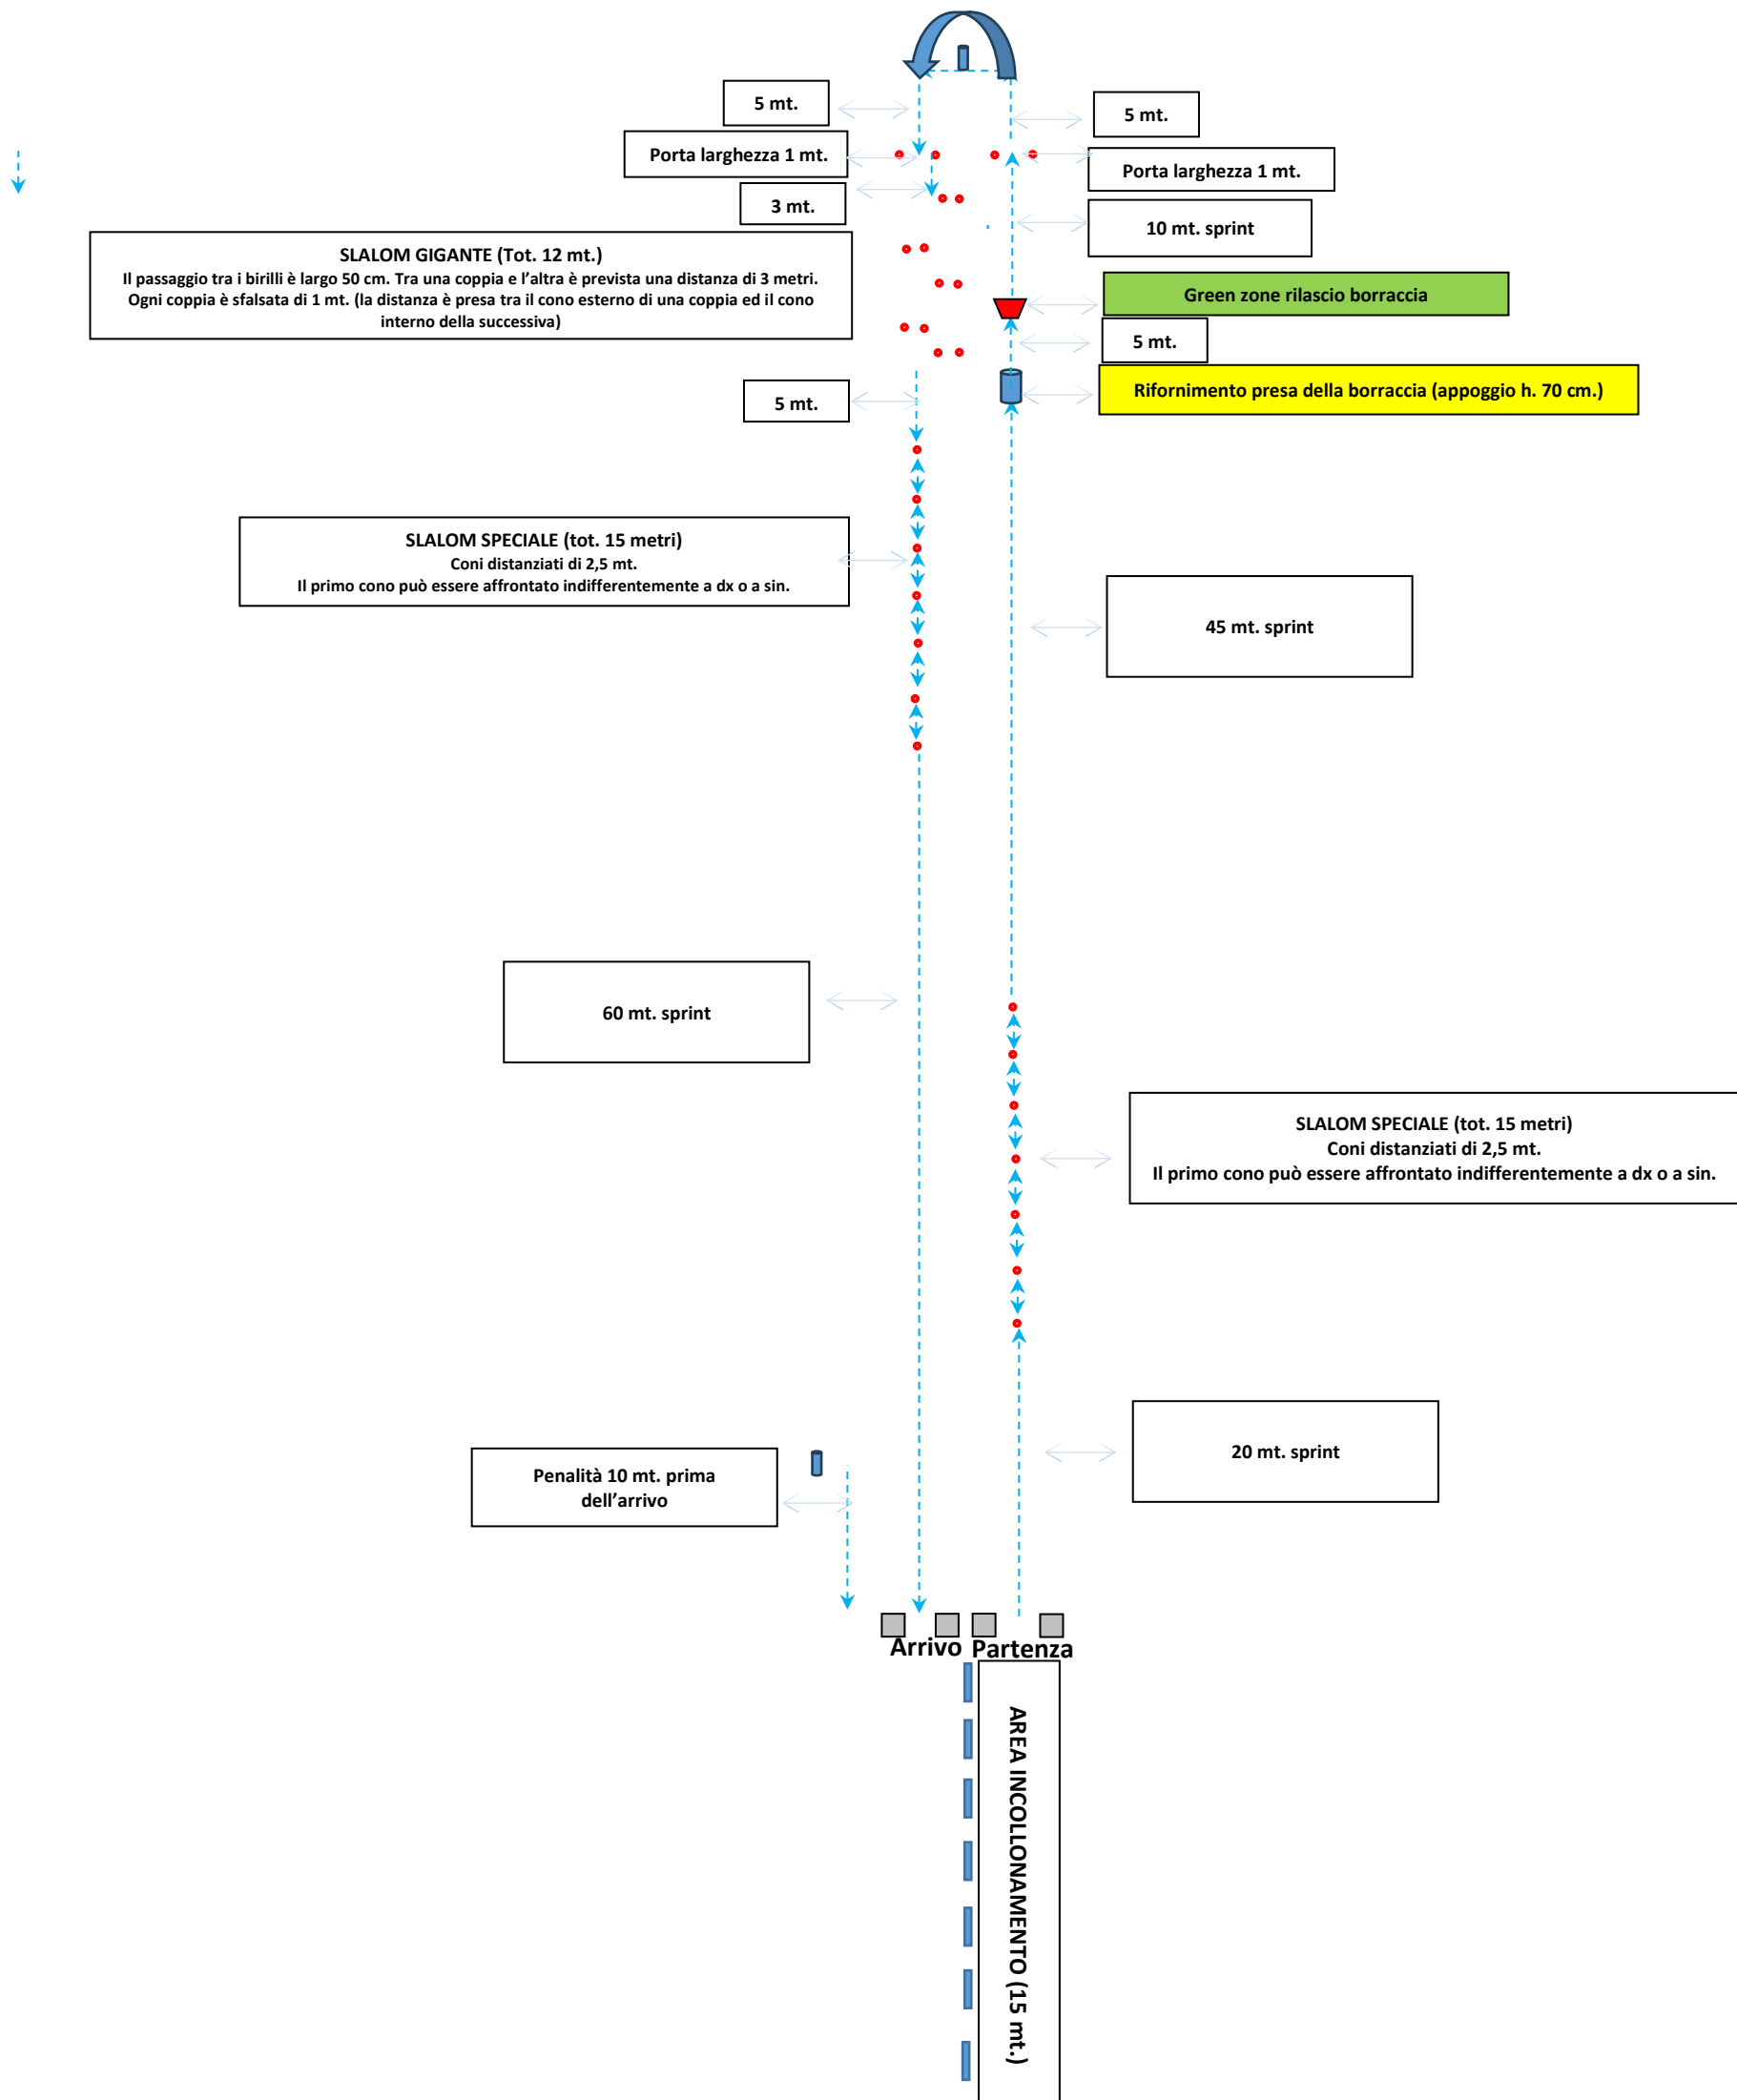 5 mt.
5 mt.
Porta larghezza 1 mt.
Porta larghezza 1 mt.
3 mt.
10 mt. sprint
SLALOM GIGANTE (Tot. 12 mt.)
Il passaggio tra i birilli è largo 50 cm. Tra una coppia e l’altra è prevista una distanza di 3 metri.
Ogni coppia è sfalsata di 1 mt. (la distanza è presa tra il cono esterno di una coppia ed il cono
interno della successiva)
Green zone rilascio borraccia
5 mt.
Rifornimento presa della borraccia (appoggio h. 70 cm.)
5 mt.
SLALOM SPECIALE (tot. 15 metri)
Coni distanziati di 2,5 mt.
Il primo cono può essere affrontato indifferentemente a dx o a sin.
45 mt. sprint
60 mt. sprint
SLALOM SPECIALE (tot. 15 metri)
Coni distanziati di 2,5 mt.
Il primo cono può essere affrontato indifferentemente a dx o a sin.
20 mt. sprint
Penalità 10 mt. prima
dell’arrivo
Arrivo
Partenza
AREA INCOLLONAMENTO (15 mt.)